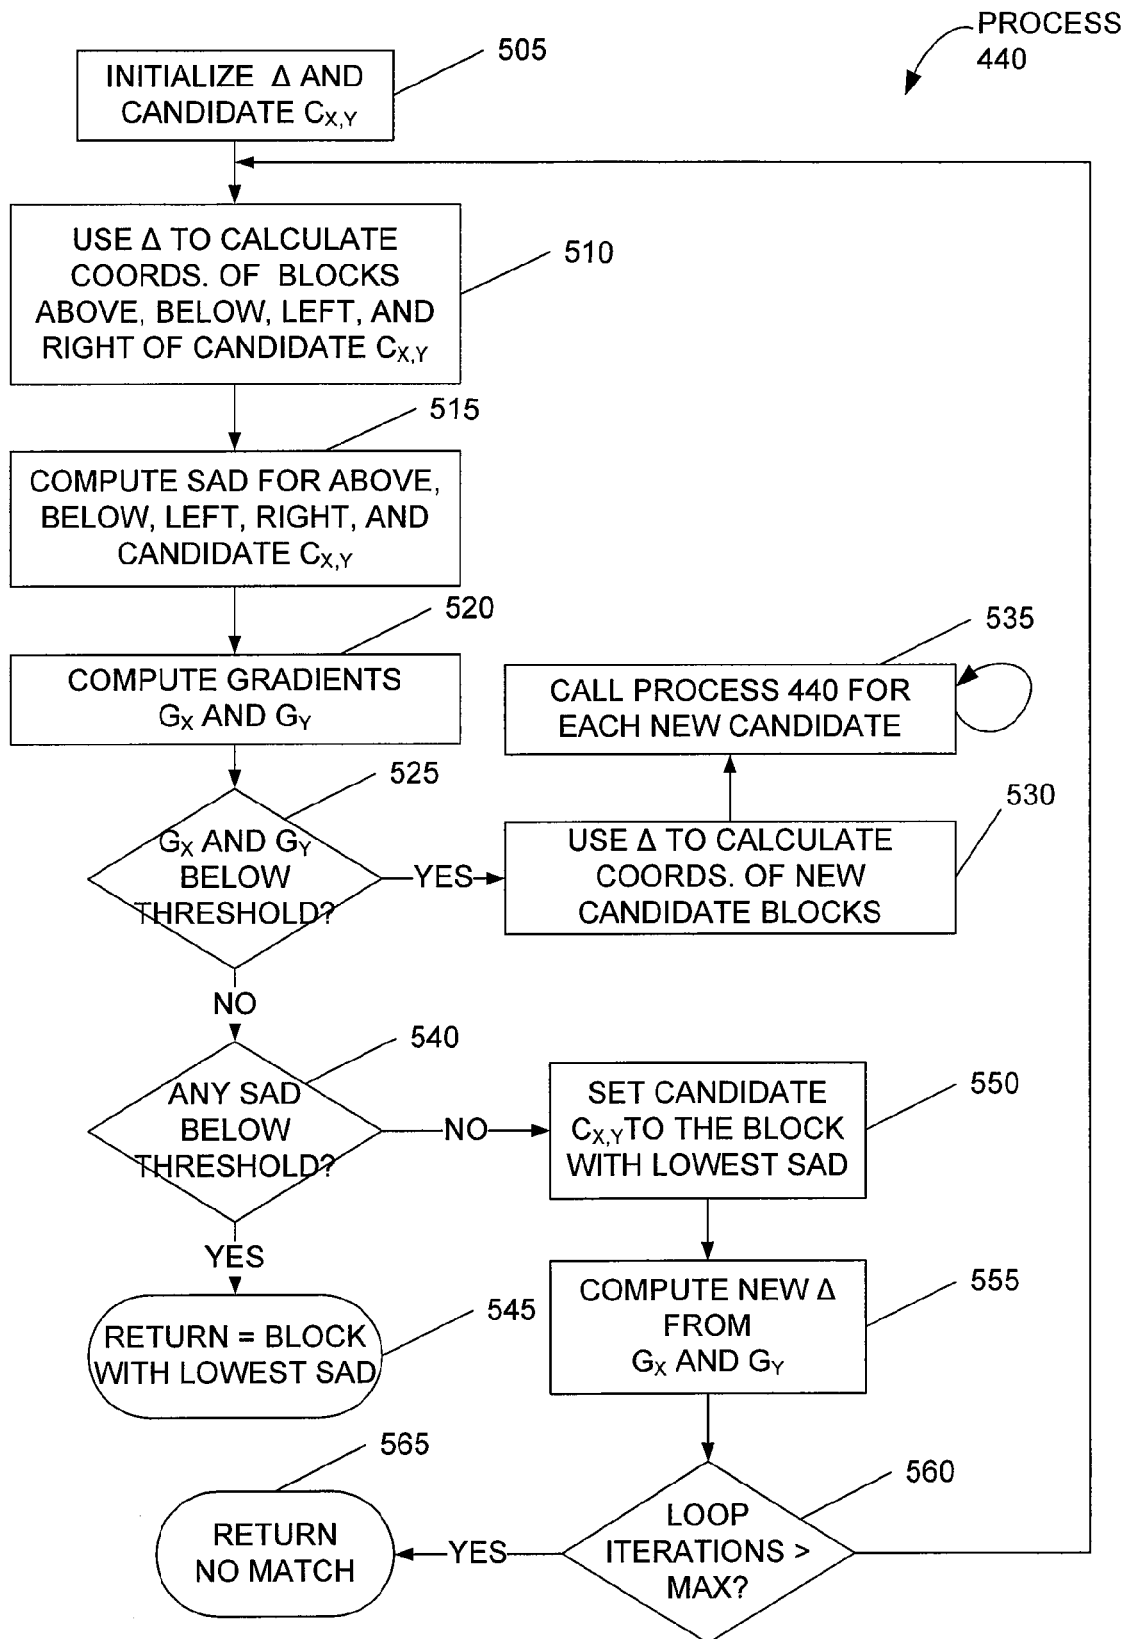 PROCESS
440
505
INITIALIZE Δ AND
CANDIDATE CX,Y
510
USE Δ TO CALCULATE
COORDS. OF BLOCKS
ABOVE, BELOW, LEFT, AND
RIGHT OF CANDIDATE CX,Y
515
COMPUTE SAD FOR ABOVE,
BELOW, LEFT, RIGHT, AND
CANDIDATE CX,Y
520
COMPUTE GRADIENTS
GX AND GY
535
CALL PROCESS 440 FOR
EACH NEW CANDIDATE
525
GX AND GY
BELOW
THRESHOLD?
YES
530
USE Δ TO CALCULATE
COORDS. OF NEW
CANDIDATE BLOCKS
NO
540
ANY SAD
BELOW
THRESHOLD?
NO
550
SET CANDIDATE
CX,Y TO THE BLOCK
WITH LOWEST SAD
YES
545
RETURN = BLOCK
WITH LOWEST SAD
555
COMPUTE NEW Δ
FROM
GX AND GY
560
LOOP
ITERATIONS >
MAX?
YES
565
RETURN
NO MATCH